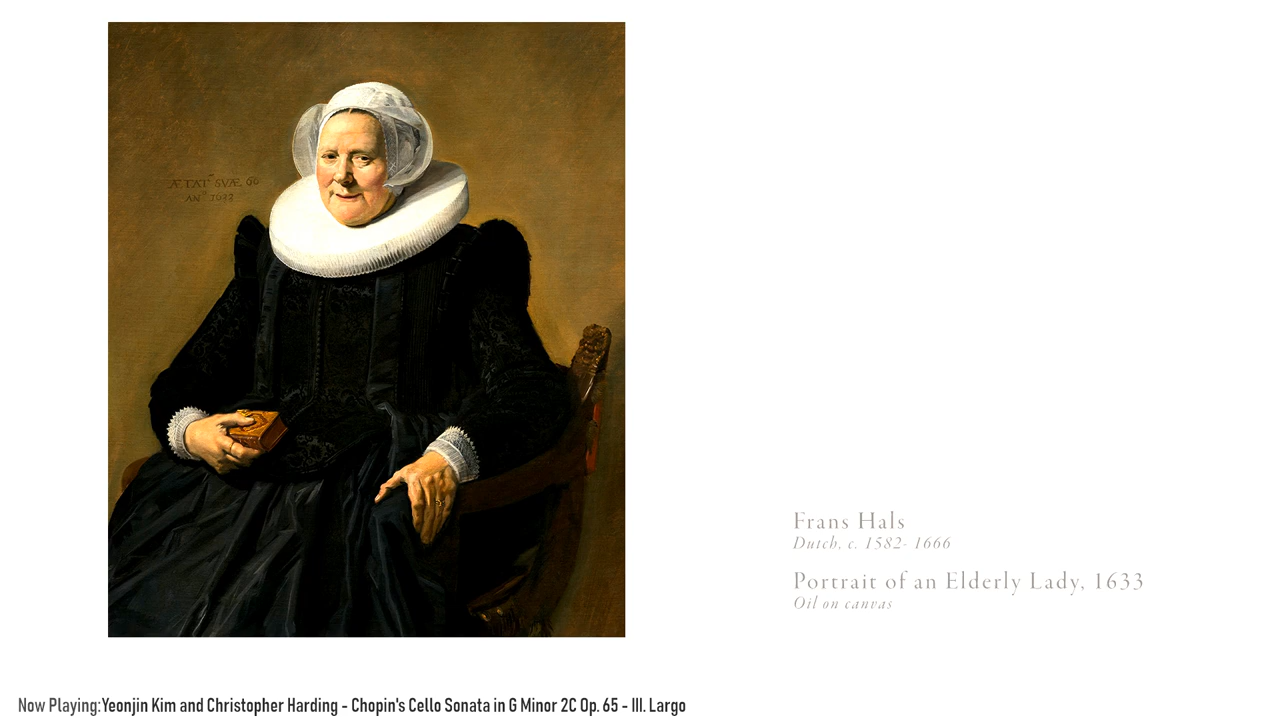 ÆTAT SVÆ 60
AN° 1633
Frans Hals
Dutch, c. 1582- 1666
Portrait of an Elderly Lady, 1633
Oil on canvas
Now Playing:Yeonjin Kim and Christopher Harding - Chopin's Cello Sonata in G Minor 2C Op. 65 - III. Largo